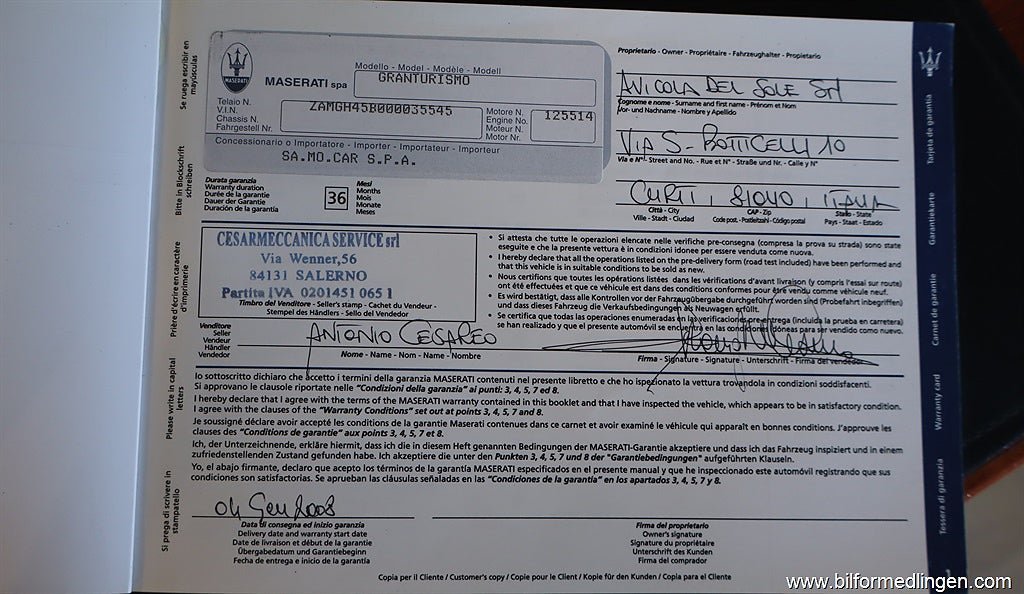 MASERATI
MASERATI spa
Modello - Model - Modèle - Modell
GRANTURISMO
Telaio N.
V.I.N.
Chassis N.
Fahrgestell Nr.
ZAMGH45B000035545
Motore N.
Engine No.
Moteur N.
Motor Nr.
125514
Concessionario o Importatore - Importer - Importateur - Importeur
SA.MO.CAR S.P.A.
Durata garanzia
Warranty duration
Durée de la garantie
Dauer der Garantie
Duración de la garantía
36
Mesi
Months
Mois
Monate
Meses
Proprietario - Owner - Propriétaire - Fahrzeughalter - Propietario
AVICOLA DEL SOLE Srl
Cognome e nome - Surname and first name - Prénom et Nom
Vor- und Nachname - Nombre y Apellido
VIA S. BOTTICELLI 10
Via e N° - Street and No. - Rue et N° - Straße und Nr. - Calle y N°
CURTI, 81040, ITALIA
Città - City
Ville - Stadt - Ciudad
CAP - Zip
Code post. - Postleitzahl - Código postal
Stato - State
Pays - Staat - Estado
CESARMECCANICA SERVICE srl
Via Wenner,56
84131 SALERNO
Partita IVA 0201451 065 1
Timbro del Venditore - Seller's stamp - Cachet du Vendeur -
Stempel des Händlers - Sello del Vendedor
• Si attesta che tutte le operazioni elencate nelle verifiche pre-consegna (compresa la prova su strada) sono state
eseguite e che la presente vettura è in condizioni idonee per essere venduta come nuova.
• I hereby declare that all the operations listed on the pre-delivery form (road test included) have been performed and
that this vehicle is in suitable conditions to be sold as new.
• Nous certifions que toutes les opérations listées dans les vérifications d'avant livraison (y compris l'essai sur route)
ont été effectuées et que ce véhicule est dans des conditions conformes pour être vendu comme véhicule neuf.
• Es wird bestätigt, dass alle Kontrollen vor der Fahrzeugübergabe durchgeführt worden sind (Probefahrt inbegriffen)
und dass dieses Fahrzeug die Verkaufsbedingungen als Neuwagen erfüllt.
• Se certifica que todas las operaciones enumeradas en la verificaciones pre-entrega (incluida la prueba en carretera)
se han realizado y que el presente automóvil se encuentra en las condiciones idóneas para ser vendido como nuevo.
Venditore
Seller
Vendeur
Händler
Vendedor
ANTONIO CESAREO
Nome - Name - Nom - Name - Nombre
Firma - Signature - Signature - Unterschrift - Firma del vendedor
Io sottoscritto dichiaro che accetto i termini della garanzia MASERATI contenuti nel presente libretto e che ho ispezionato la vettura trovandola in condizioni soddisfacenti.
Si approvano le clausole riportate nelle "Condizioni della garanzia" ai punti: 3, 4, 5, 7 ed 8.
I hereby declare that I agree with the terms of the MASERATI warranty contained in this booklet and that I have inspected the vehicle, which appears to be in satisfactory condition.
I agree with the clauses of the "Warranty Conditions" set out at points 3, 4, 5, 7 and 8.
Je soussigné déclare avoir accepté les conditions de la garantie Maserati contenues dans ce carnet et avoir examiné le véhicule qui apparaît en bonnes conditions. J'approuve les
clauses des "Conditions de garantie" aux points: 3, 4, 5, 7 et 8.
Ich, der Unterzeichnende, erkläre hiermit, dass ich die in diesem Heft genannten Bedingungen der MASERATI-Garantie akzeptiere und dass ich das Fahrzeug inspiziert und in einem
zufriedenstellenden Zustand gefunden habe. Ich akzeptiere die unter den Punkten 3, 4, 5, 7 und 8 der "Garantiebedingungen" aufgeführten Klauseln.
Yo, el abajo firmante, declaro que acepto los términos de la garantía MASERATI especificados en el presente manual y que he inspeccionado este automóvil registrando que sus
condiciones son satisfactorias. Se aprueban las cláusulas señaladas en las "Condiciones de la garantía" en los apartados 3, 4, 5, 7 y 8.
04 Gen 2008
Data di consegna ed inizio garanzia
Delivery date and warranty start date
Date de livraison et début de la garantie
Übergabedatum und Garantiebeginn
Fecha de entrega e inicio de la garantía
Firma del proprietario
Owner's signature
Signature du propriétaire
Unterschrift des Kunden
Firma del comprador
Copia per il Cliente / Customer's copy / Copie pour le Client / Kopie für den Kunden / Copia para el Cliente
Se ruega escribir en
mayúsculas
Bitte in Blockschrift
schreiben
Prière d'écrire en caractère
d'imprimerie
Please write in capital
letters
Si prega di scrivere in
stampatello
Tarjeta de garantía
Garantiekarte
Carnet de garantie
Warranty card
Tessera di garanzia
www.bilformedlingen.com